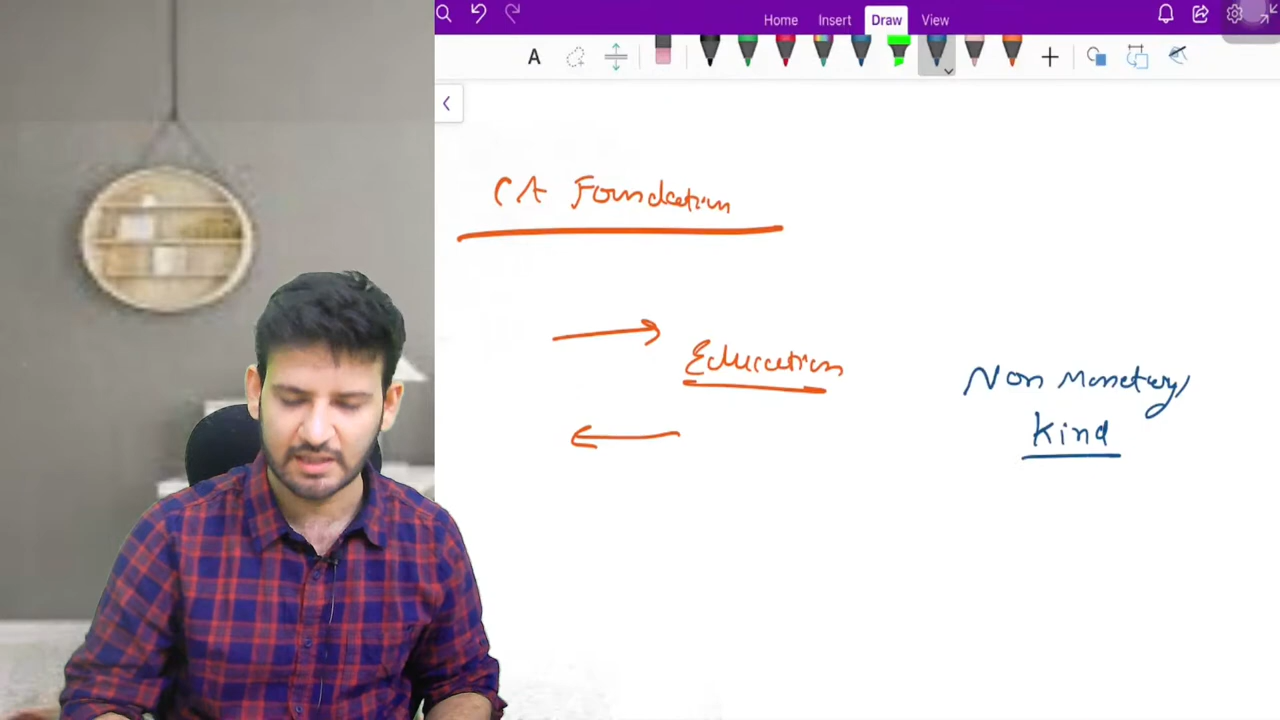 Home Insert Draw View
A
CA Foundation
Education
Non Monetary
Kind